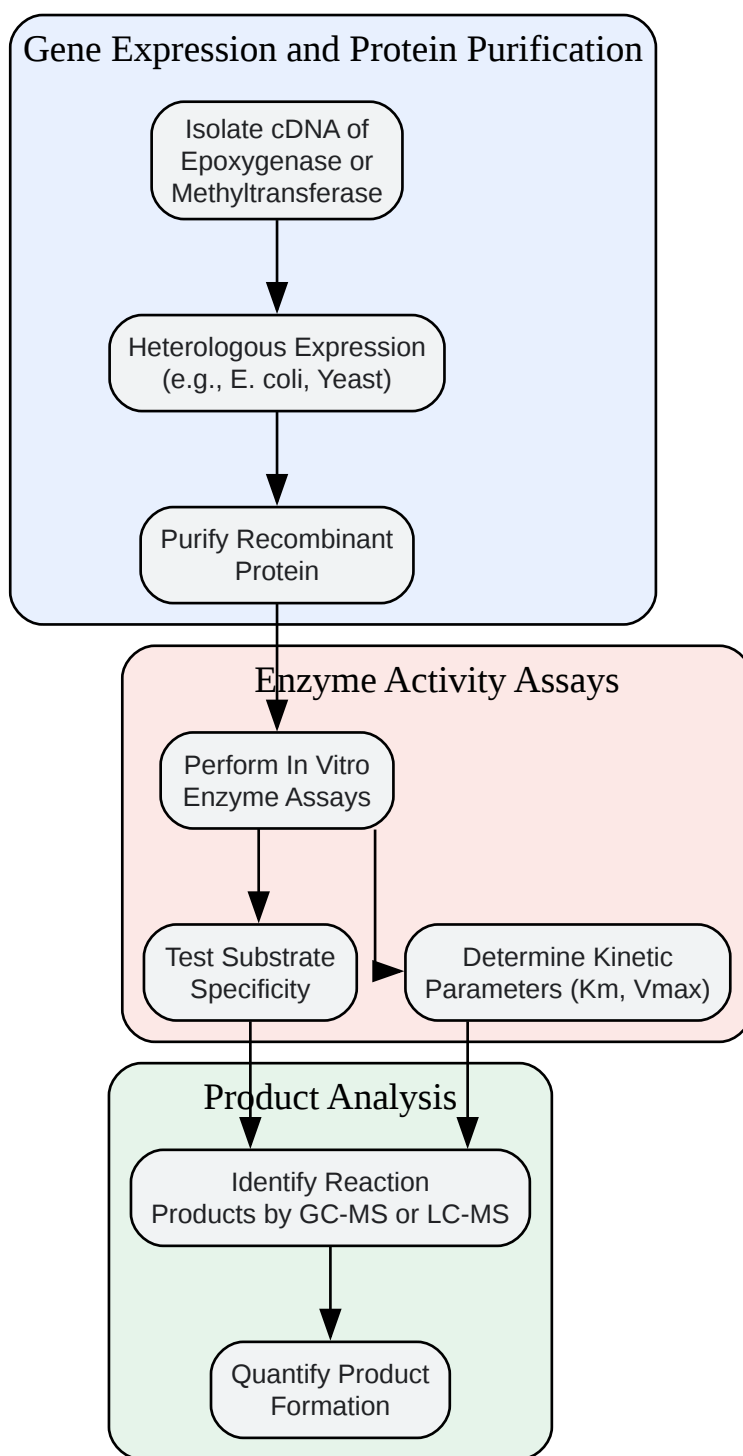 Gene Expression and Protein Purification
Isolate cDNA of
Epoxygenase or
Methyltransferase
Heterologous Expression
(e.g., E. coli, Yeast)
Purify Recombinant
Protein
Enzyme Activity Assays
Perform In Vitro
Enzyme Assays
Test Substrate
Specificity
Determine Kinetic
Parameters (Km, Vmax)
Product Analysis
Identify Reaction
Products by GC-MS or LC-MS
Quantify Product
Formation